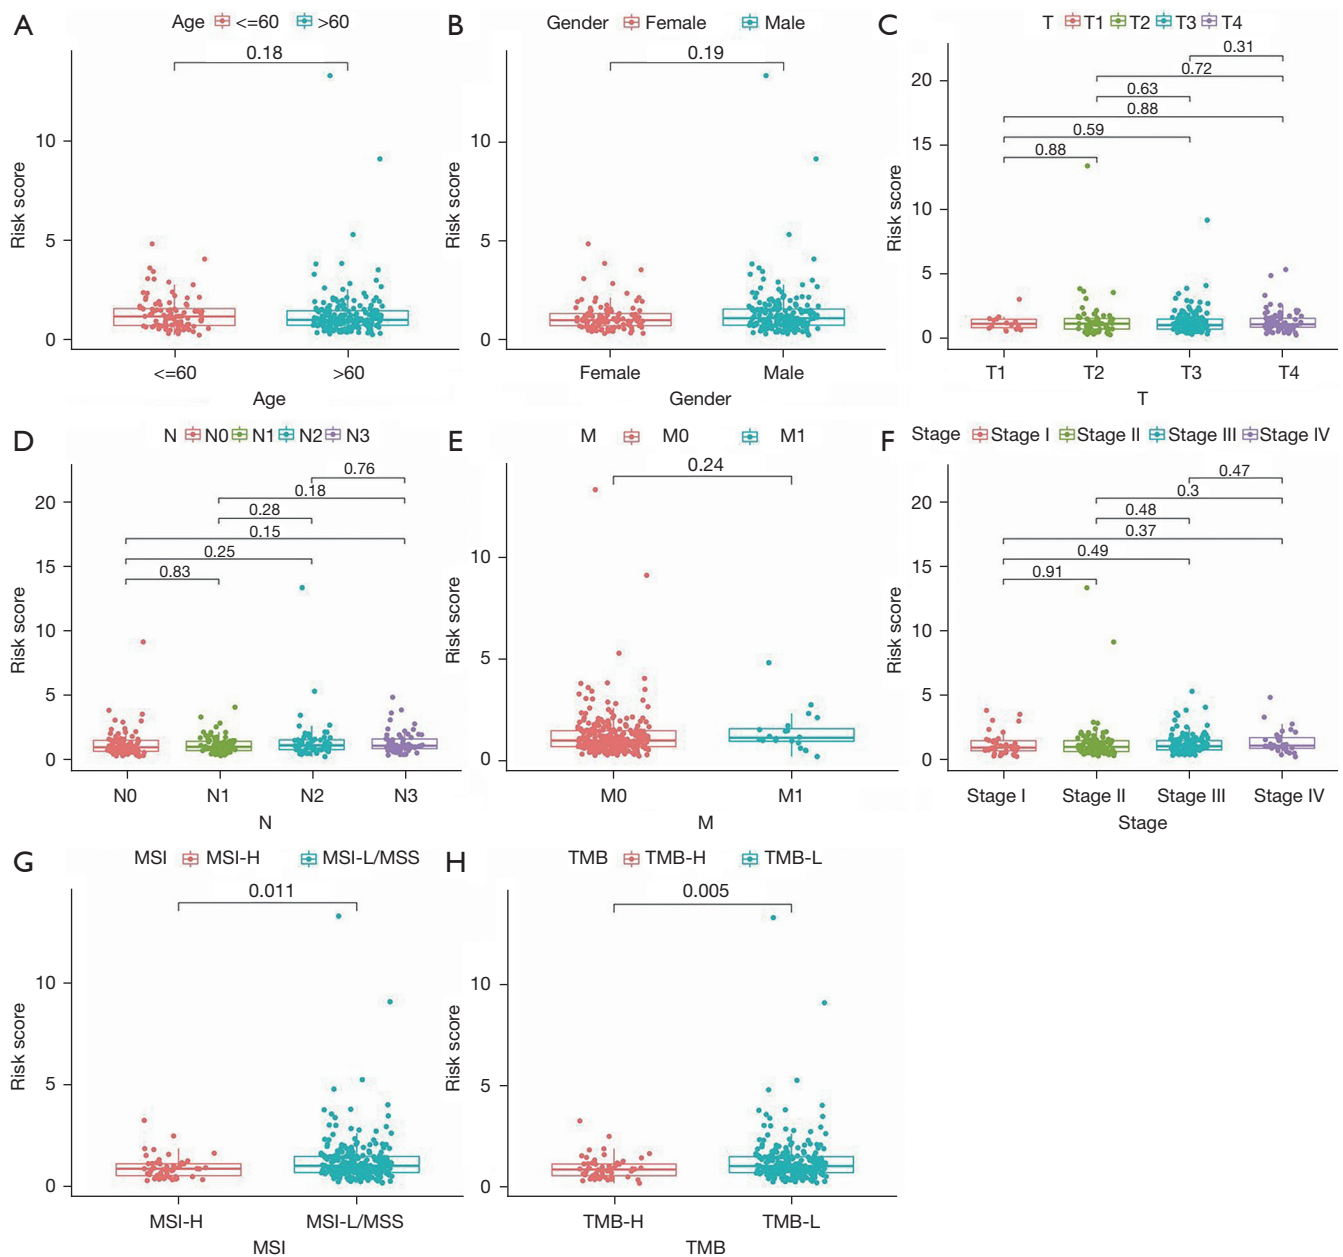 A
Age <=60 >60
0.18
10
5
0
Risk score
<=60 >60
Age
B
Gender Female Male
0.19
10
5
0
Risk score
Female Male
Gender
C
T T1 T2 T3 T4
0.31
0.72
0.63
0.88
0.59
0.88
20
15
10
5
0
Risk score
T1 T2 T3 T4
T
D
N N0 N1 N2 N3
0.76
0.18
0.28
0.15
0.25
0.83
20
15
10
5
0
Risk score
N0 N1 N2 N3
N
E
M M0 M1
0.24
10
5
0
Risk score
M0 M1
M
F
Stage Stage I Stage II Stage III Stage IV
0.47
0.3
0.48
0.37
0.49
0.91
20
15
10
5
0
Risk score
Stage I Stage II Stage III Stage IV
Stage
G
MSI MSI-H MSI-L/MSS
0.011
10
5
0
Risk score
MSI-H MSI-L/MSS
MSI
H
TMB TMB-H TMB-L
0.005
10
5
0
Risk score
TMB-H TMB-L
TMB